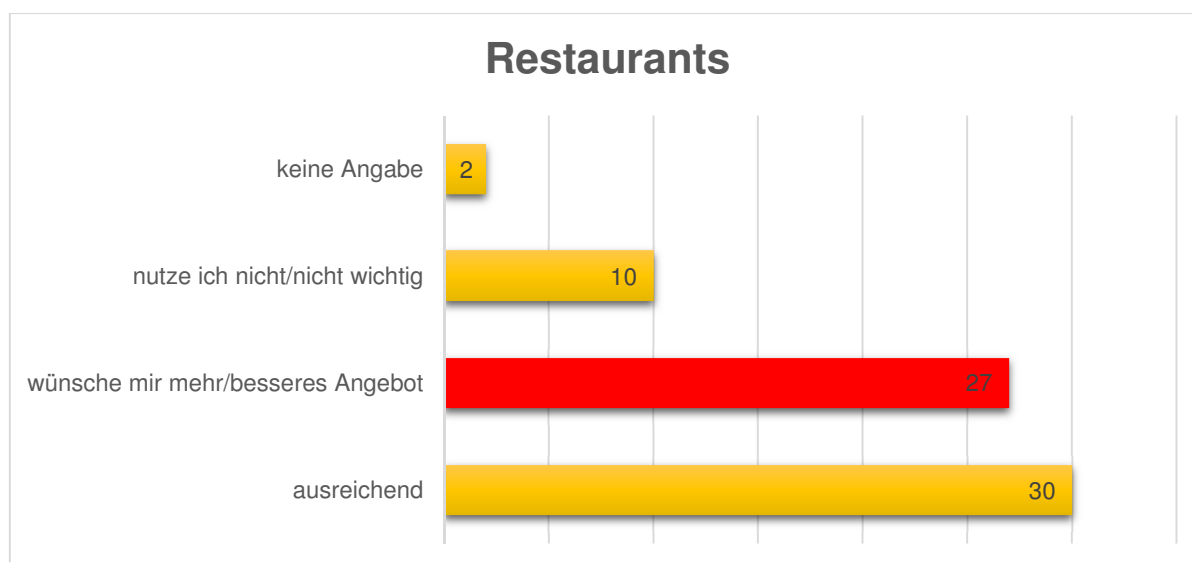 Restaurants
keine Angabe
2
nutze ich nicht/nicht wichtig
10
wünsche mir mehr/besseres Angebot
27
ausreichend
30